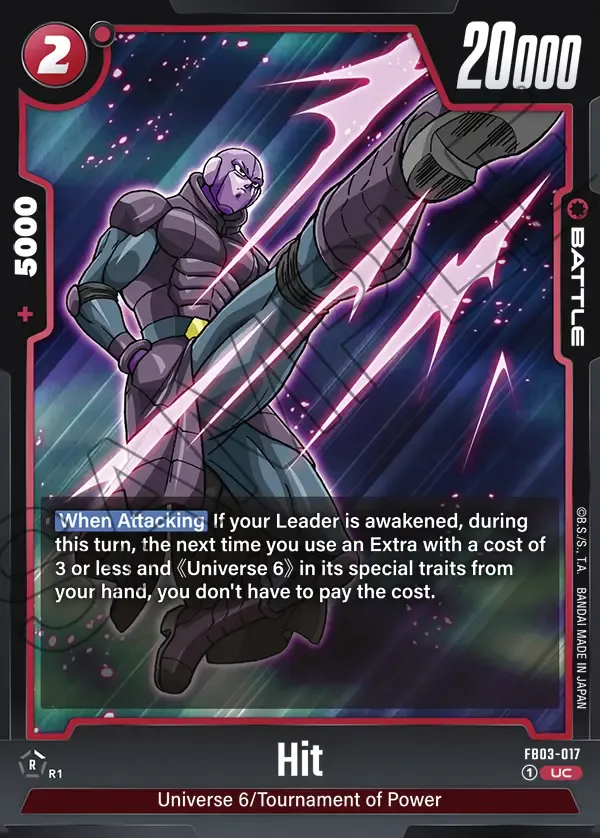 2
20000
+ 5000
BATTLE
SAMPLE
When Attacking If your Leader is awakened, during
this turn, the next time you use an Extra with a cost of
3 or less and 《Universe 6》 in its special traits from
your hand, you don't have to pay the cost.
©B.S./S., T.A. BANDAI MADE IN JAPAN
R R1
Hit
FB03-017
1 UC
Universe 6/Tournament of Power